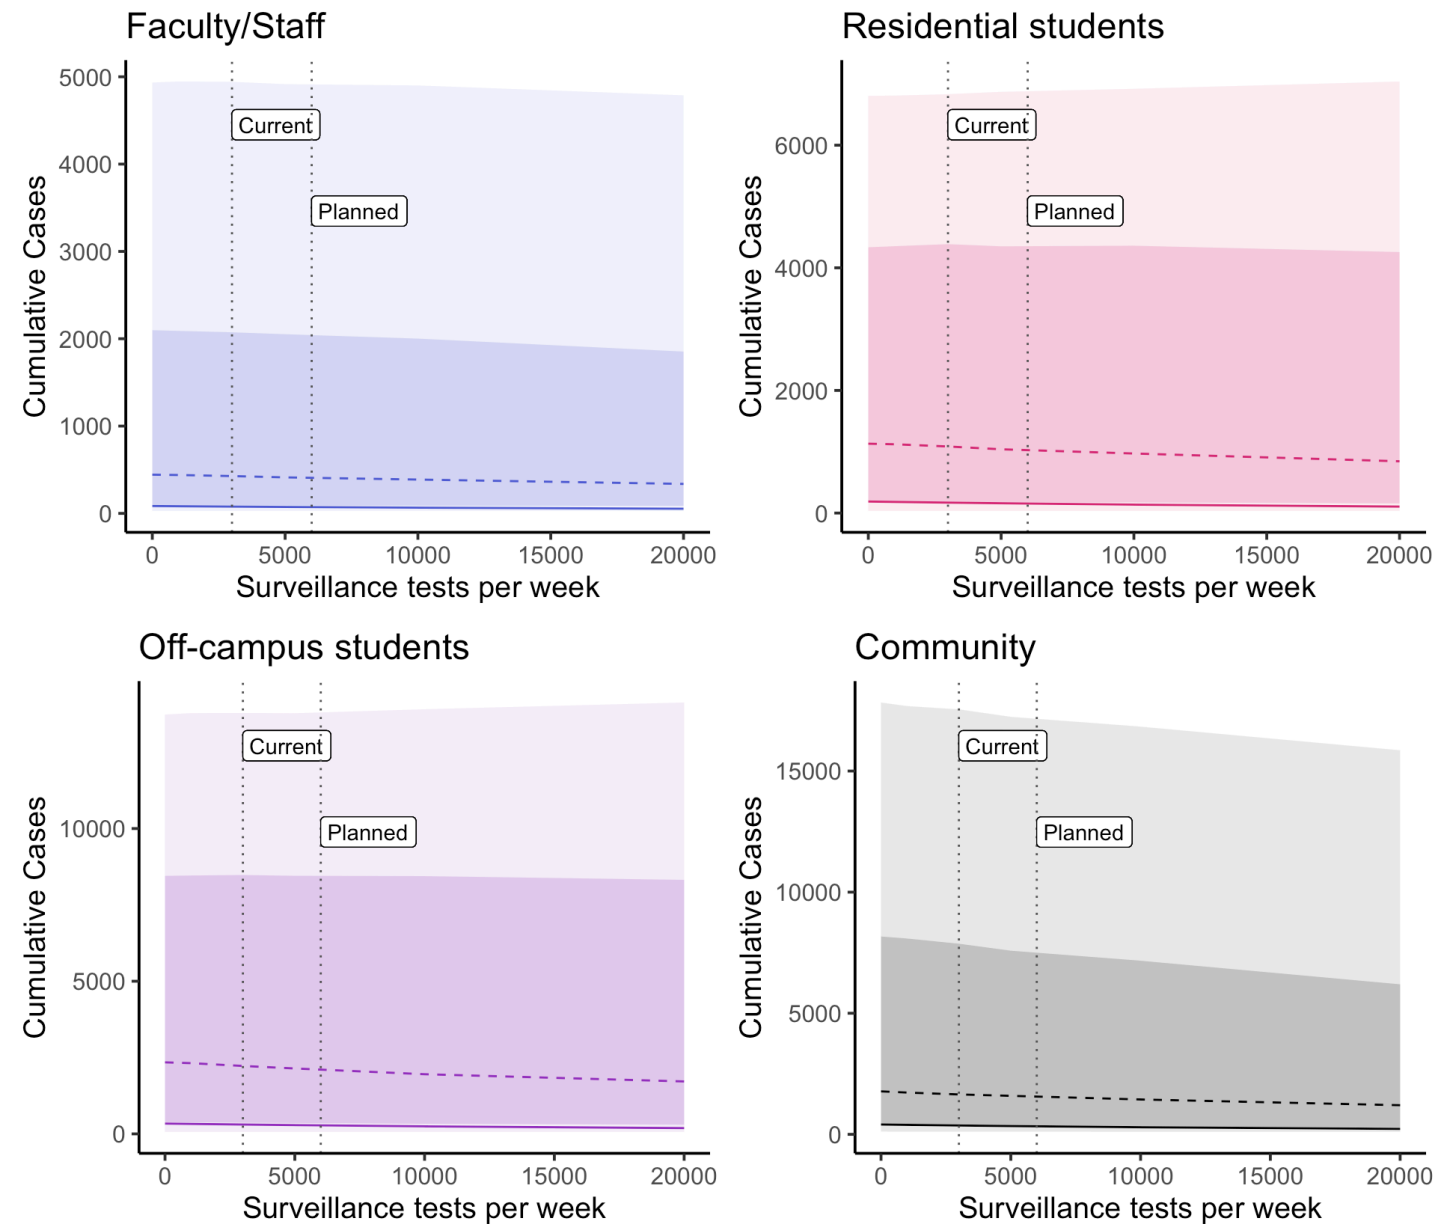 Faculty/Staff
Cumulative Cases
5000
4000
3000
2000
1000
0
Current
Planned
0 5000 10000 15000 20000
Surveillance tests per week
Residential students
Cumulative Cases
6000
4000
2000
0
Current
Planned
0 5000 10000 15000 20000
Surveillance tests per week
Off-campus students
Cumulative Cases
10000
5000
0
Current
Planned
0 5000 10000 15000 20000
Surveillance tests per week
Community
Cumulative Cases
15000
10000
5000
0
Current
Planned
0 5000 10000 15000 20000
Surveillance tests per week